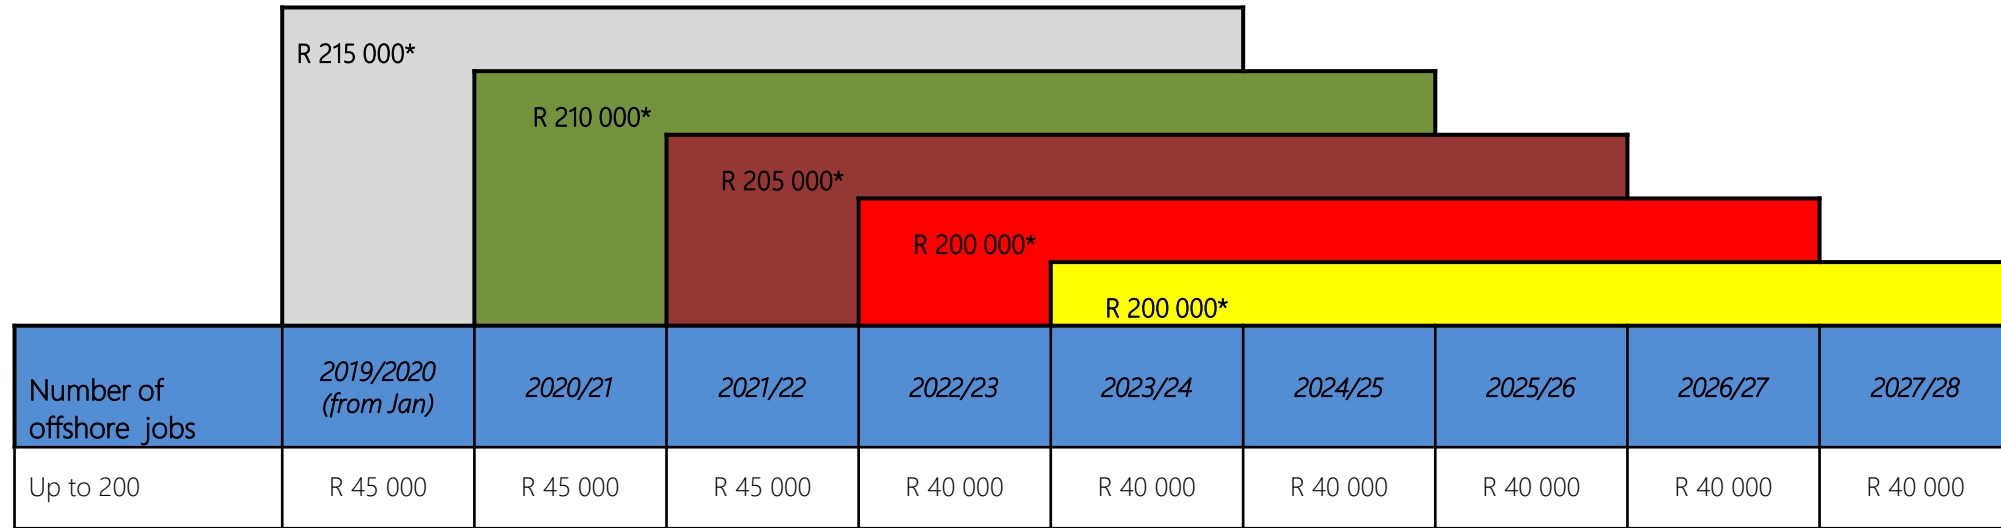 R 215 000*
R 210 000*
R 205 000*
R 200 000*
R 200 000*
Number of
offshore jobs
2019/2020
(from Jan)
2020/21
2021/22
2022/23
2023/24
2024/25
2025/26
2026/27
2027/28
Up to 200
R 45 000
R 45 000
R 45 000
R 40 000
R 40 000
R 40 000
R 40 000
R 40 000
R 40 000